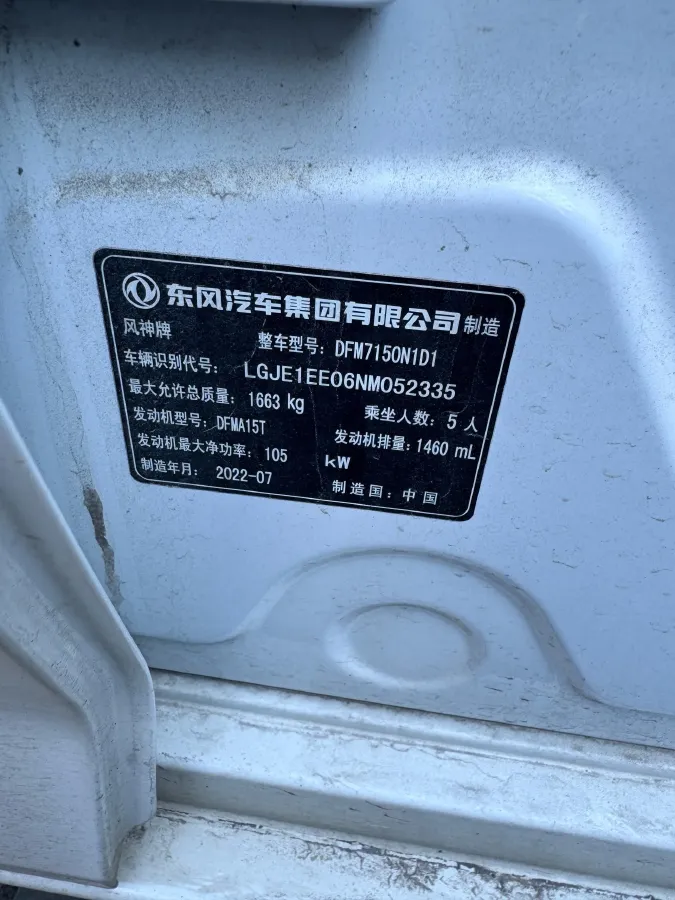 东风汽车集团有限公司 制造
风神牌 整车型号: DFM7150N1D1
车辆识别代号: LGJE1EE06NM052335
最大允许总质量: 1663 kg 乘坐人数: 5 人
发动机型号: DFMA15T 发动机排量: 1460 mL
发动机最大净功率: 105 kW
制造年月: 2022-07 制造国: 中国